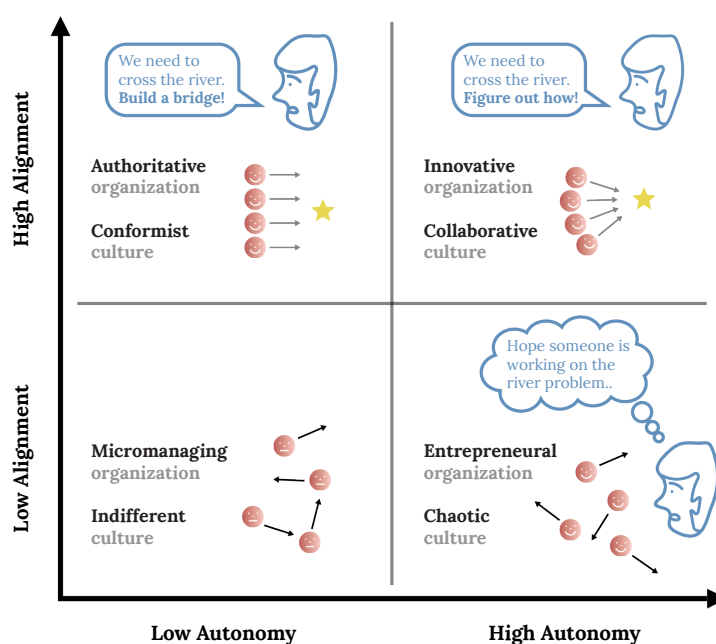 We need to
cross the river.
Build a bridge!
We need to
cross the river.
Figure out how!
High Alignment
Authoritative
organization
Conformist
culture
Innovative
organization
Collaborative
culture
Hope someone is
working on the
river problem..
Low Alignment
Micromanaging
organization
Indifferent
culture
Entrepreneural
organization
Chaotic
culture
Low Autonomy
High Autonomy